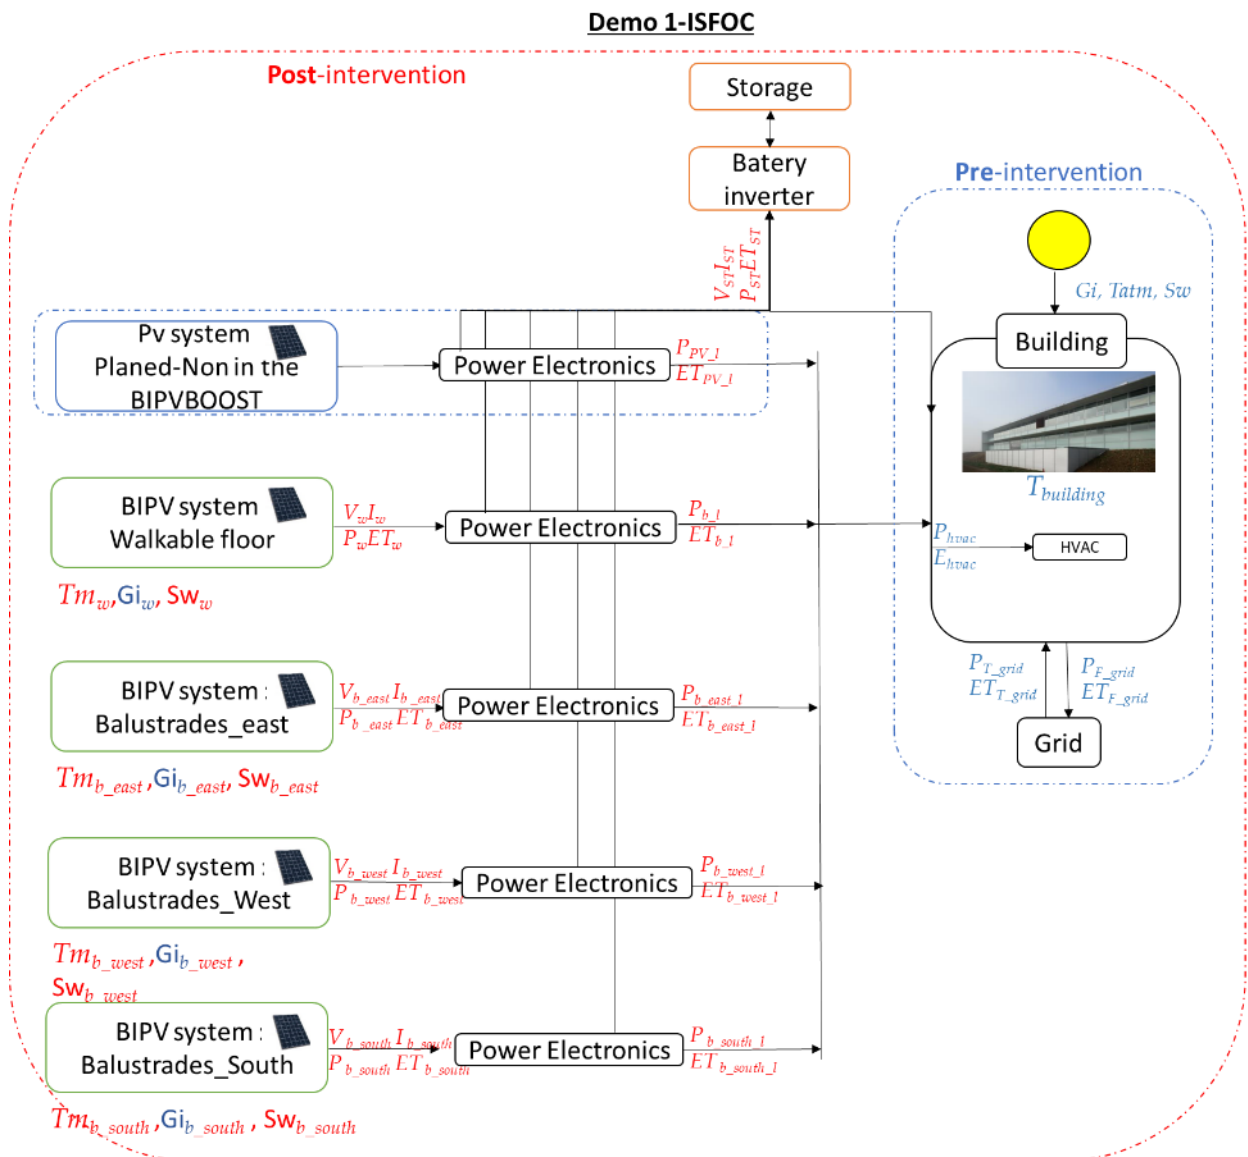 Demo 1-ISFOC
Post-intervention
Storage
Batery
inverter
V_ST I_ST
P_ST ET_ST
Pre-intervention
Gi, Tatm, Sw
Building
T_building
P_hvac
E_hvac
HVAC
P_T_grid
ET_T_grid
P_F_grid
ET_F_grid
Grid
Pv system
Planed-Non in the
BIPVBOOST
Power Electronics
P_PV_l
ET_PV_l
BIPV system
Walkable floor
V_w I_w
P_w ET_w
Power Electronics
P_b_l
ET_b_l
Tm_w,Gi_w, Sw_w
BIPV system :
Balustrades_east
V_b_east I_b_east
P_b_east ET_b_east
Power Electronics
P_b_east_l
ET_b_east_l
Tm_b_east,Gi_b_east, Sw_b_east
BIPV system :
Balustrades_West
V_b_west I_b_west
P_b_west ET_b_west
Power Electronics
P_b_west_l
ET_b_west_l
Tm_b_west,Gi_b_west,
Sw_b_west
BIPV system :
Balustrades_South
V_b_south I_b_south
P_b_south ET_b_south
Power Electronics
P_b_south_l
ET_b_south_l
Tm_b_south,Gi_b_south, Sw_b_south